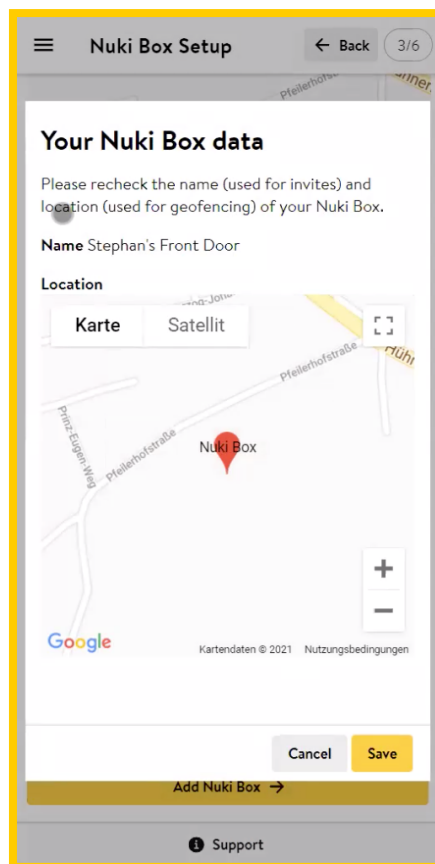 Nuki Box Setup
Back
3/6
Pfeilerhof
Your Nuki Box data
Please recheck the name (used for invites) and
location (used for geofencing) of your Nuki Box.
Name Stephan's Front Door
Location
Karte
Satellit
Pfeilerhofstraße
Prinz-Eugen-Weg
Pfeilerhofstraße
Nuki Box
+
−
Google
Kartendaten © 2021 Nutzungsbedingungen
Cancel
Save
Add Nuki Box →
Support